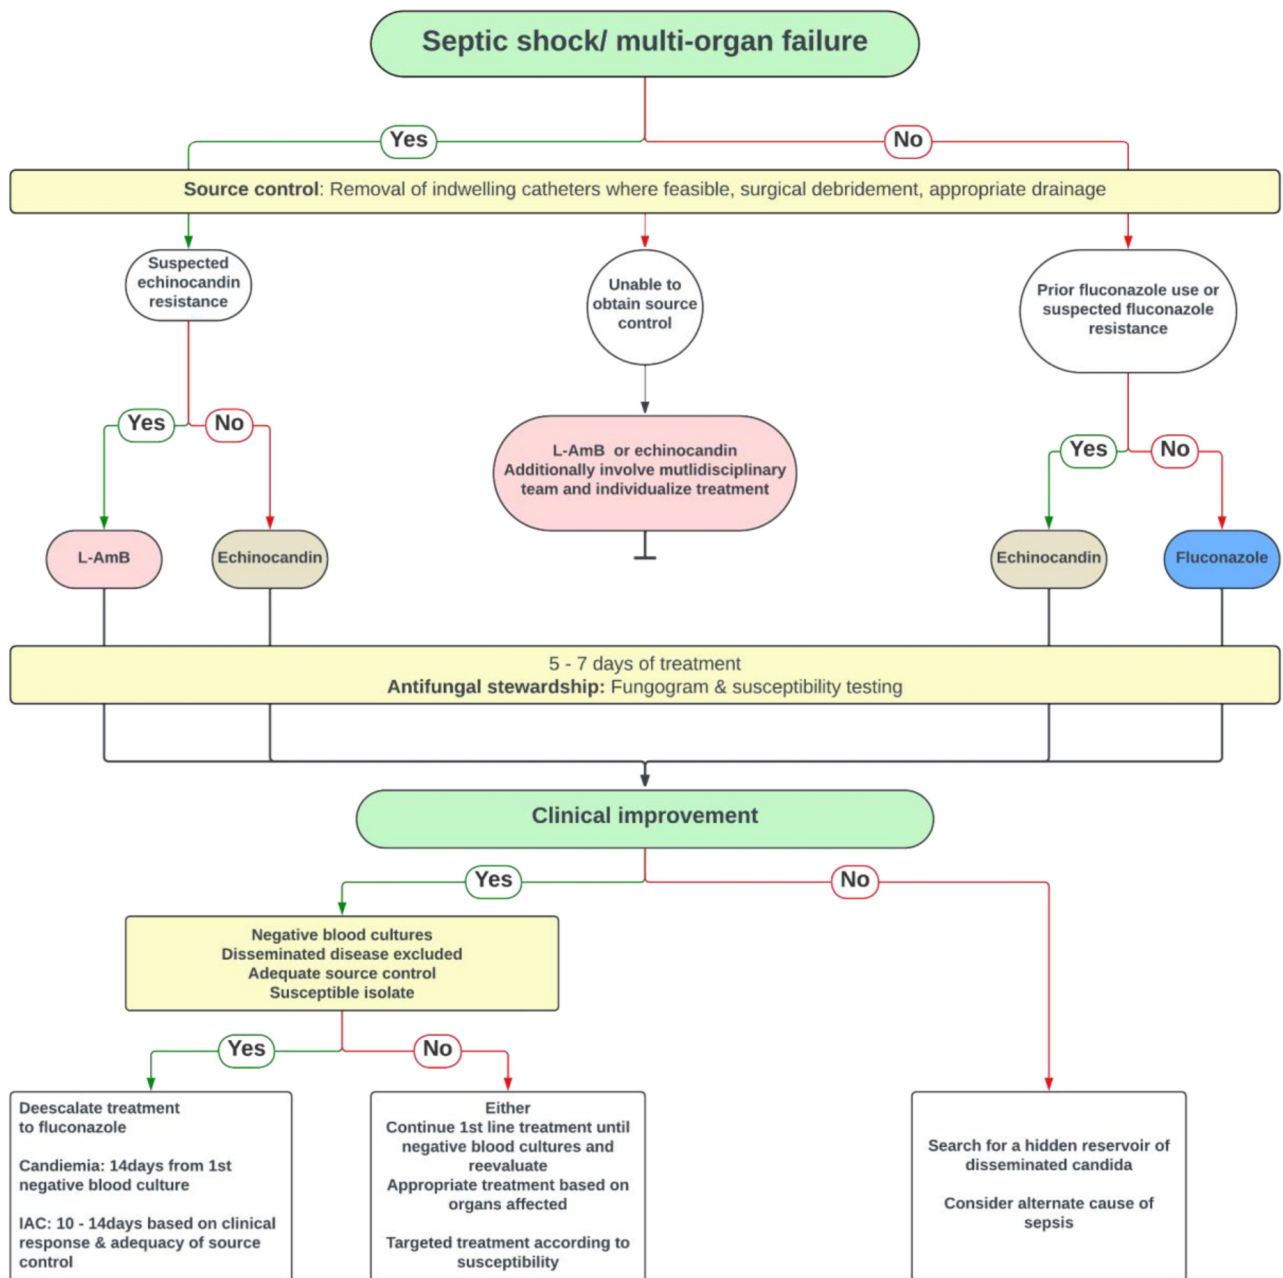 Septic shock/ multi-organ failure
Yes
No
Source control: Removal of indwelling catheters where feasible, surgical debridement, appropriate drainage
Suspected
echinocandin
resistance
Unable to
obtain source
control
Prior fluconazole use or
suspected fluconazole
resistance
Yes
No
L-AmB or echinocandin
Additionally involve mutlidisciplinary
team and individualize treatment
Yes
No
L-AmB
Echinocandin
Echinocandin
Fluconazole
5 - 7 days of treatment
Antifungal stewardship: Fungogram & susceptibility testing
Clinical improvement
Yes
No
Negative blood cultures
Disseminated disease excluded
Adequate source control
Susceptible isolate
Yes
No
Deescalate treatment
to fluconazole
Candiemia: 14days from 1st
negative blood culture
IAC: 10 - 14days based on clinical
response & adequacy of source
control
Either
Continue 1st line treatment until
negative blood cultures and
reevaluate
Appropriate treatment based on
organs affected
Targeted treatment according to
susceptibility
Search for a hidden reservoir of
disseminated candida
Consider alternate cause of
sepsis